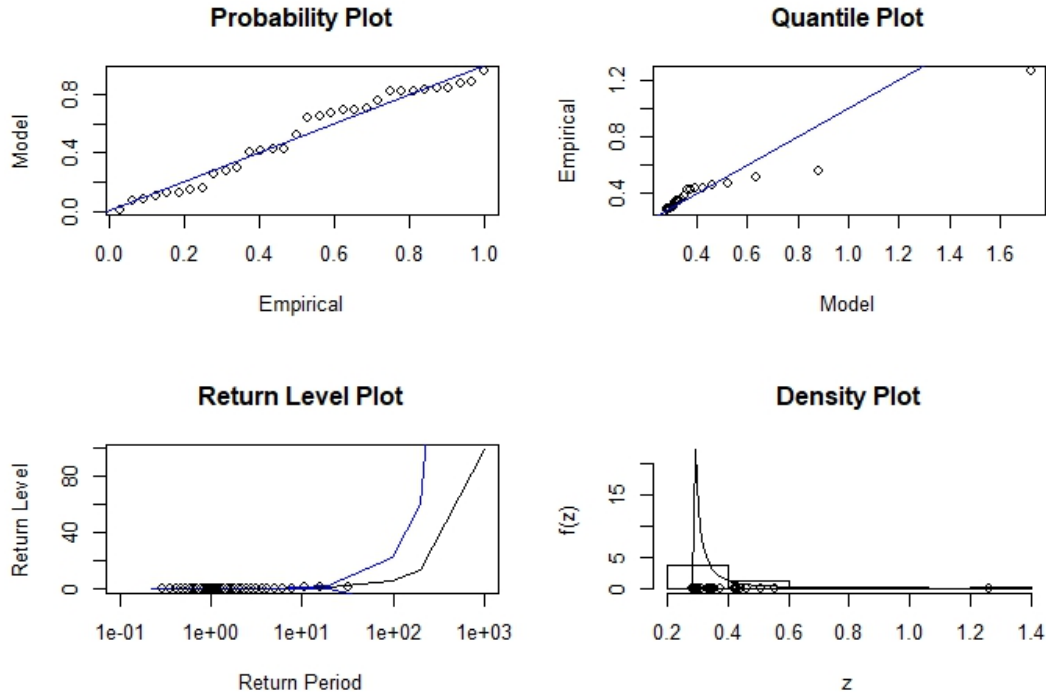 Probability Plot
Model
0.0 0.4 0.8
0.0 0.2 0.4 0.6 0.8 1.0
Empirical
Quantile Plot
Empirical
0.4 0.8 1.2
0.4 0.6 0.8 1.0 1.2 1.4 1.6
Model
Return Level Plot
Return Level
0 40 80
1e-01 1e+00 1e+01 1e+02 1e+03
Return Period
Density Plot
f(z)
0 5 15
0.2 0.4 0.6 0.8 1.0 1.2 1.4
z